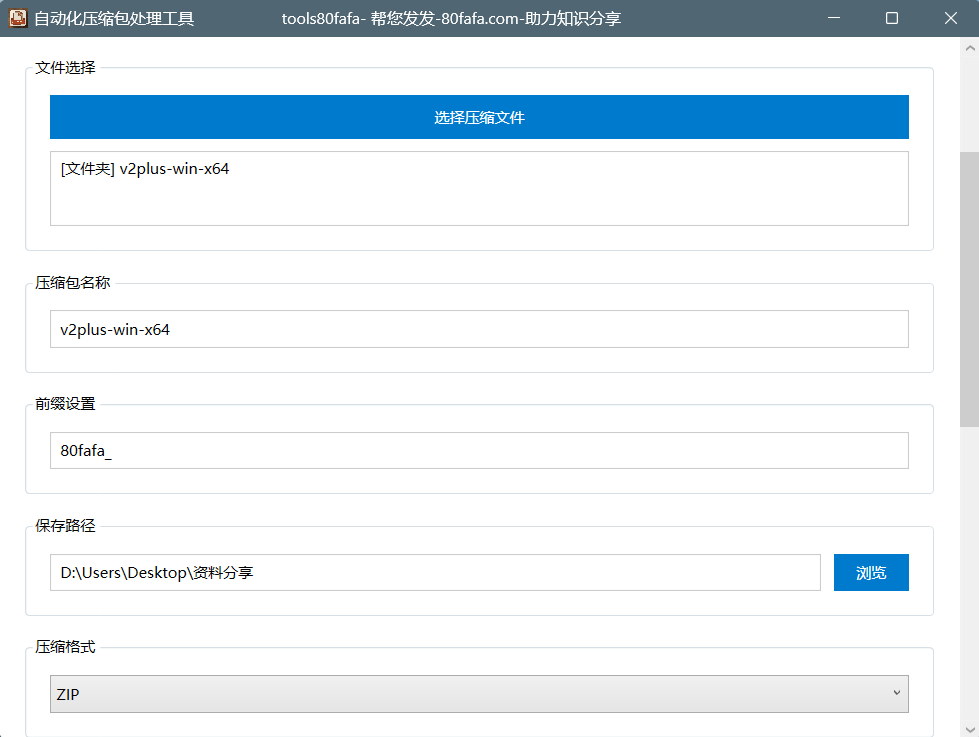 自动化压缩包处理工具 tools80fafa- 帮您发发-80fafa.com-助力知识分享
文件选择
选择压缩文件
[文件夹] v2plus-win-x64
压缩包名称
v2plus-win-x64
前缀设置
80fafa_
保存路径
D:\Users\Desktop\资料分享 浏览
压缩格式
ZIP